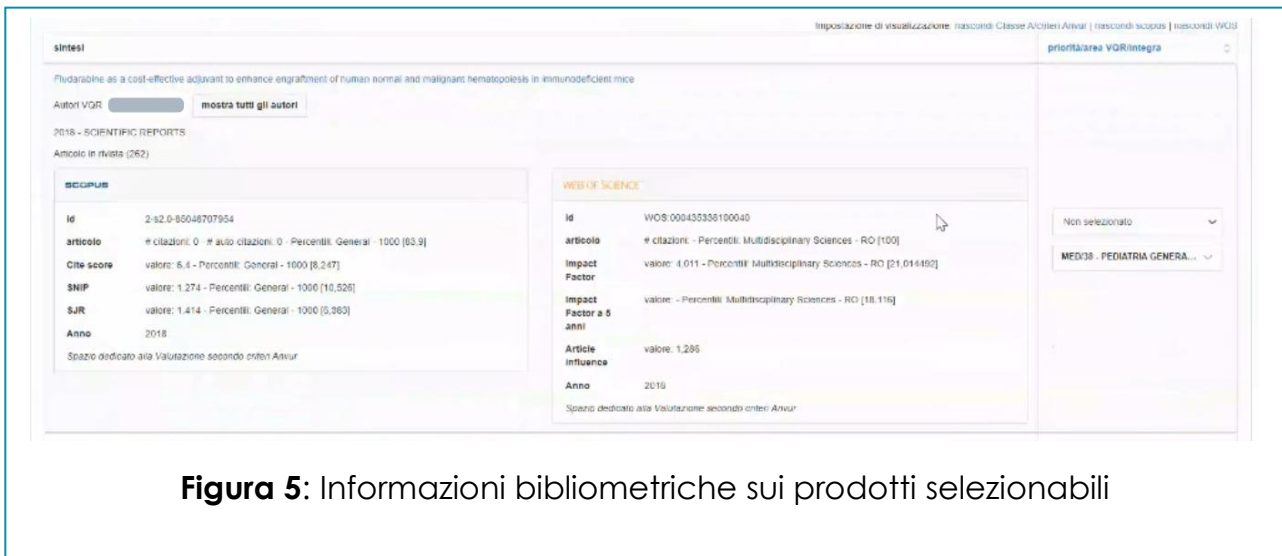 Impostazione di visualizzazione: nascondi Classe A/criteri Anvur | nascondi scopus | nascondi WOS
sintesi
priorità/area VQR/integra
Fludarabine as a cost-effective adjuvant to enhance engraftment of human normal and malignant hematopoiesis in immunodeficient mice
Autori VQR
mostra tutti gli autori
2018 - SCIENTIFIC REPORTS
Articolo in rivista (262)
SCOPUS
Id 2-s2.0-85048707954
articolo # citazioni: 0 - # auto citazioni: 0 - Percentili: General - 1000 [83,9]
Cite score valore: 6,4 - Percentili: General - 1000 [8,247]
SNIP valore: 1,274 - Percentili: General - 1000 [10,526]
SJR valore: 1,414 - Percentili: General - 1000 [6,383]
Anno 2018
Spazio dedicato alla Valutazione secondo criteri Anvur
WEB OF SCIENCE
Id WOS:000435338100040
articolo # citazioni: - Percentili: Multidisciplinary Sciences - RO [100]
Impact Factor valore: 4,011 - Percentili: Multidisciplinary Sciences - RO [21,014492]
Impact Factor a 5 anni valore: - Percentili: Multidisciplinary Sciences - RO [18,116]
Article influence valore: 1,286
Anno 2018
Spazio dedicato alla Valutazione secondo criteri Anvur
Non selezionato
MED/38 - PEDIATRIA GENERA...
Figura 5: Informazioni bibliometriche sui prodotti selezionabili